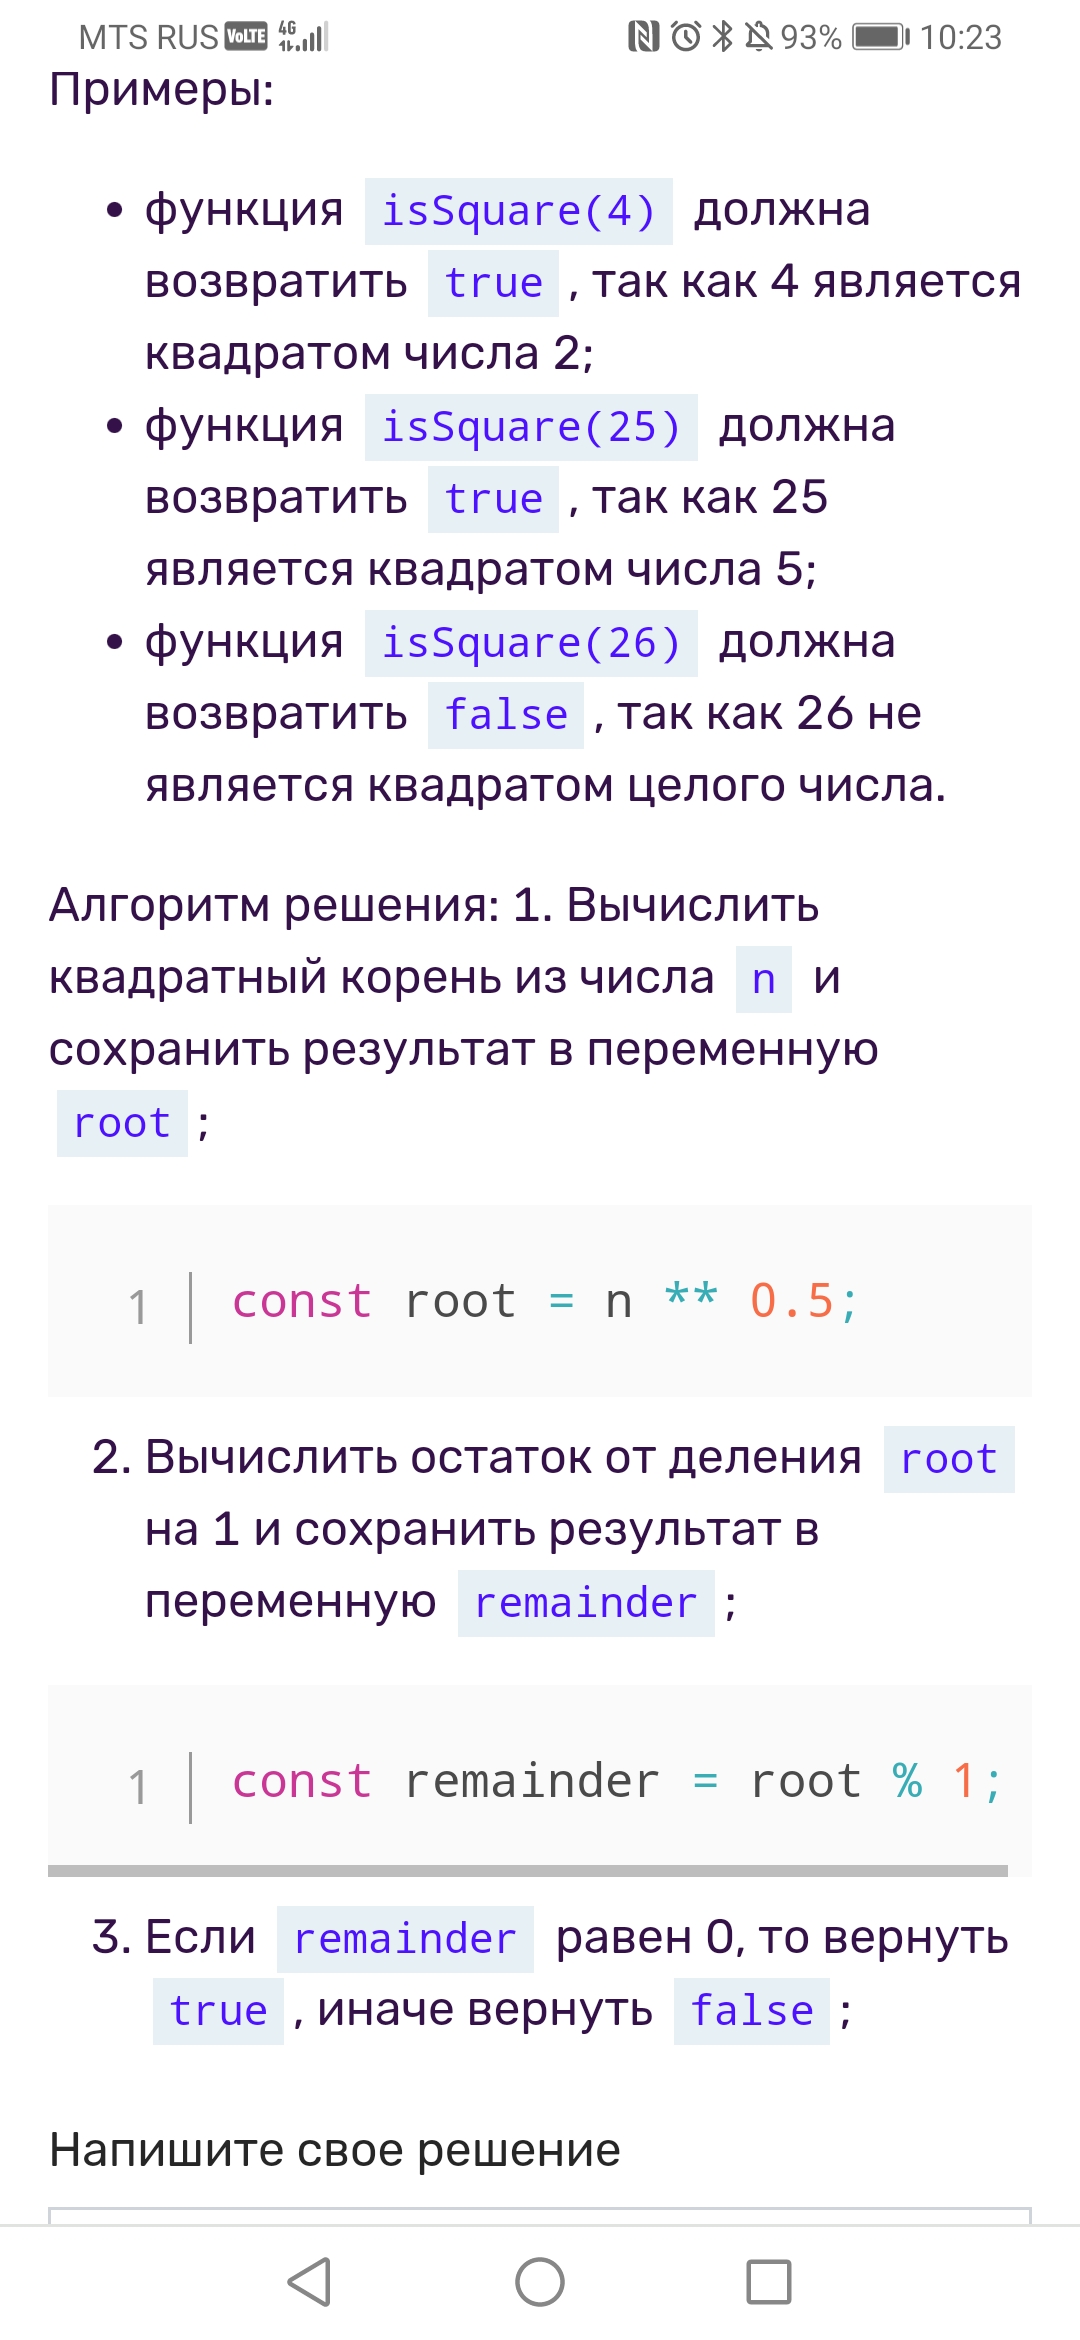 MTS RUS VoLTE 4G 93% 10:23
Примеры:
• функция isSquare(4) должна
возвратить true , так как 4 является
квадратом числа 2;
• функция isSquare(25) должна
возвратить true , так как 25
является квадратом числа 5;
• функция isSquare(26) должна
возвратить false , так как 26 не
является квадратом целого числа.
Алгоритм решения: 1. Вычислить
квадратный корень из числа n и
сохранить результат в переменную
root ;
1 const root = n ** 0.5;
2. Вычислить остаток от деления root
на 1 и сохранить результат в
переменную remainder ;
1 const remainder = root % 1;
3. Если remainder равен 0, то вернуть
true , иначе вернуть false ;
Напишите свое решение